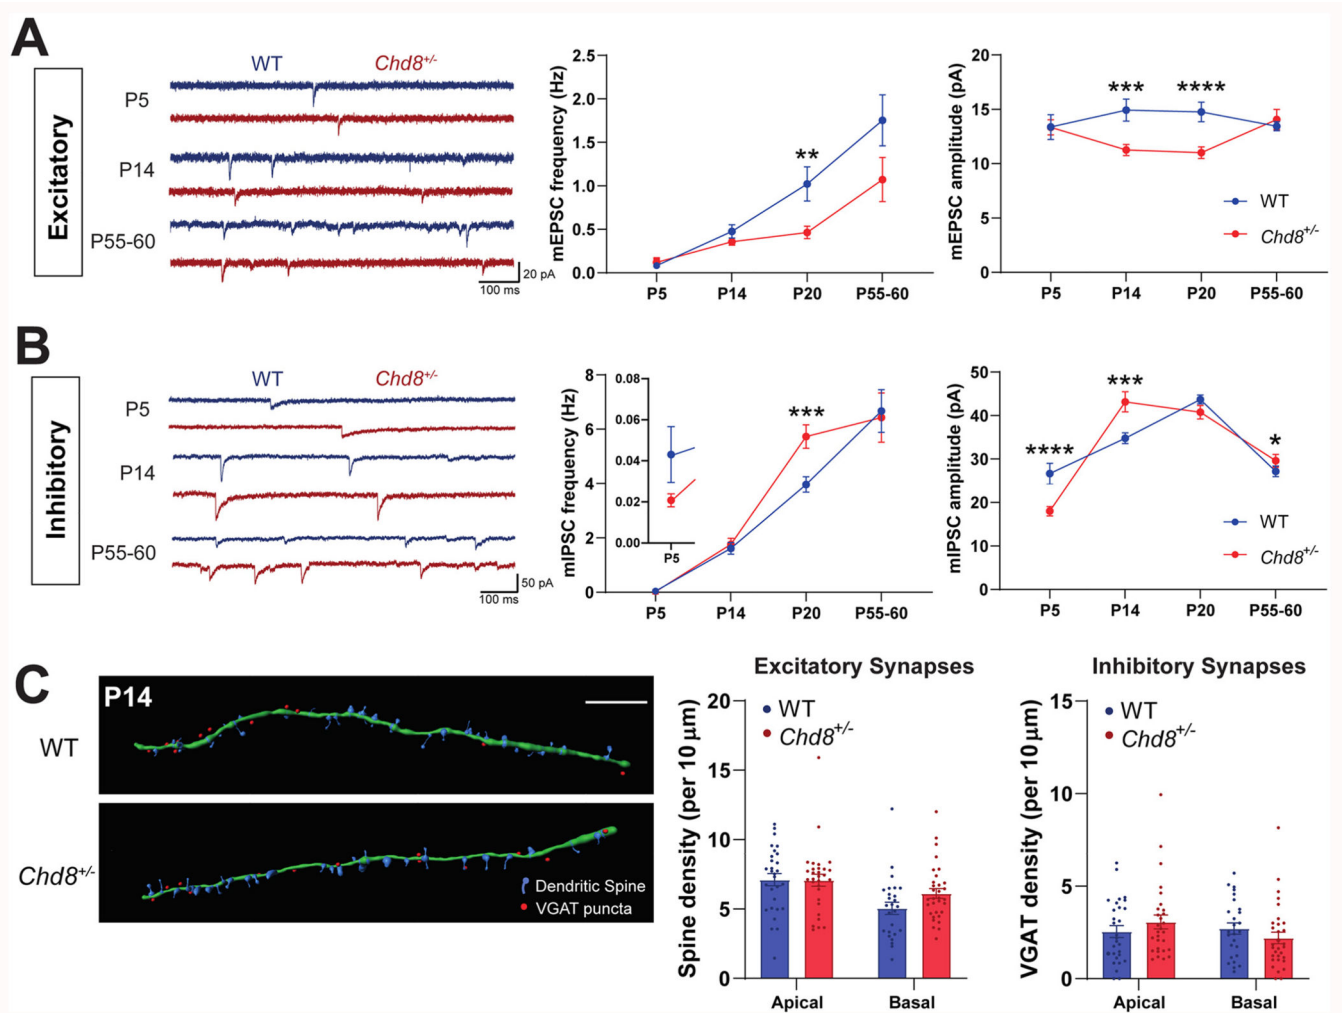 A
Excitatory
WT
Chd8+/-
P5
P14
P55-60
20 pA
100 ms
mEPSC frequency (Hz)
2.5
2.0
1.5
1.0
0.5
0.0
**
P5 P14 P20 P55-60
mEPSC amplitude (pA)
20
15
10
5
0
*** ****
WT
Chd8+/-
P5 P14 P20 P55-60
B
Inhibitory
WT
Chd8+/-
P5
P14
P55-60
50 pA
100 ms
mIPSC frequency (Hz)
8
6
4
2
0
0.08
0.06
0.04
0.02
0.00
P5
***
P5 P14 P20 P55-60
mIPSC amplitude (pA)
50
40
30
20
10
0
**** *** *
WT
Chd8+/-
P5 P14 P20 P55-60
C
WT
P14
Chd8+/-
Dendritic Spine
VGAT puncta
Excitatory Synapses
Spine density (per 10 μm)
20
15
10
5
0
WT
Chd8+/-
Apical Basal
Inhibitory Synapses
VGAT density (per 10 μm)
15
10
5
0
WT
Chd8+/-
Apical Basal